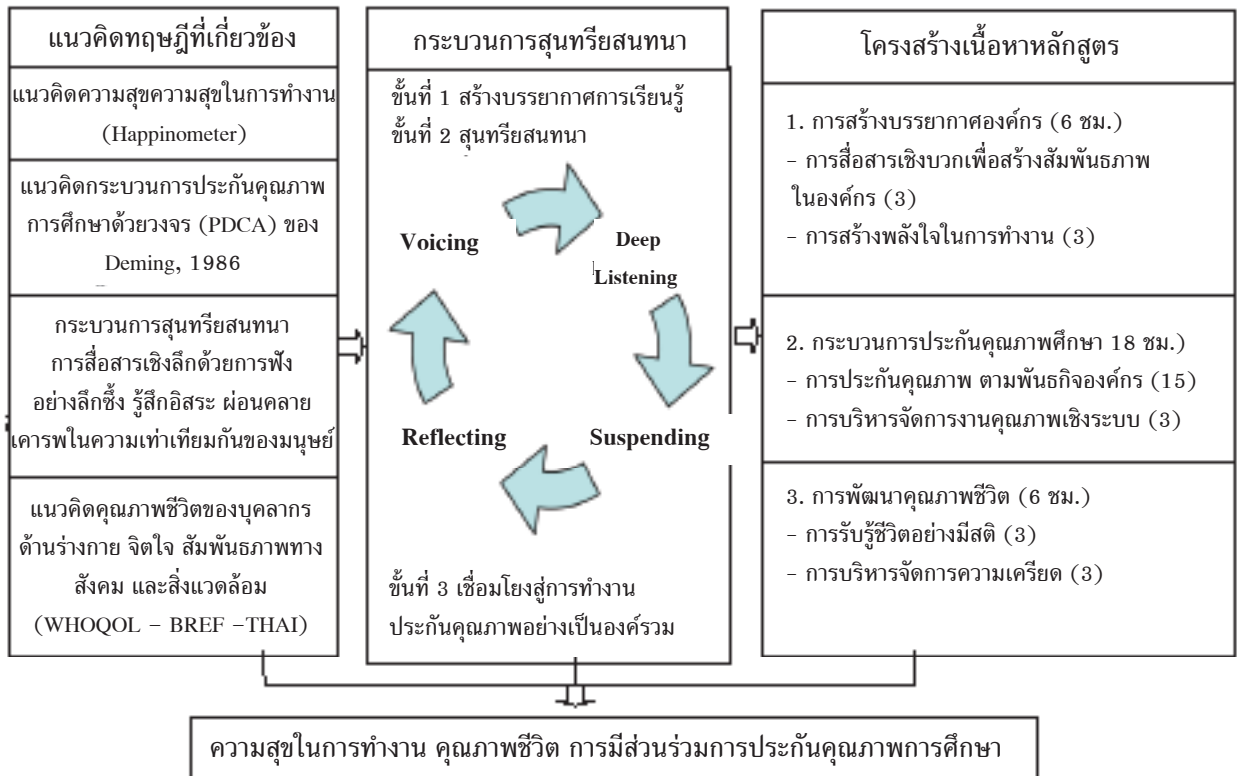 แนวคิดทฤษฎีที่เกี่ยวข้อง
แนวคิดความสุขความสุขในการทำงาน
(Happinometer)
แนวคิดกระบวนการประกันคุณภาพ
การศึกษาด้วยวงจร (PDCA) ของ
Deming, 1986
กระบวนการสุนทรียสนทนา
การสื่อสารเชิงลึกด้วยการฟัง
อย่างลึกซึ้ง รู้สึกอิสระ ผ่อนคลาย
เคารพในความเท่าเทียมกันของมนุษย์
แนวคิดคุณภาพชีวิตของบุคลากร
ด้านร่างกาย จิตใจ สัมพันธภาพทาง
สังคม และสิ่งแวดล้อม
(WHOQOL – BREF –THAI)
กระบวนการสุนทรียสนทนา
ขั้นที่ 1 สร้างบรรยากาศการเรียนรู้
ขั้นที่ 2 สุนทรียสนทนา
Voicing
Deep
Listening
Reflecting
Suspending
ขั้นที่ 3 เชื่อมโยงสู่การทำงาน
ประกันคุณภาพอย่างเป็นองค์รวม
โครงสร้างเนื้อหาหลักสูตร
1. การสร้างบรรยากาศองค์กร (6 ชม.)
– การสื่อสารเชิงบวกเพื่อสร้างสัมพันธภาพ
ในองค์กร (3)
– การสร้างพลังใจในการทำงาน (3)
2. กระบวนการประกันคุณภาพศึกษา 18 ชม.)
– การประกันคุณภาพ ตามพันธกิจองค์กร (15)
– การบริหารจัดการงานคุณภาพเชิงระบบ (3)
3. การพัฒนาคุณภาพชีวิต (6 ชม.)
– การรับรู้ชีวิตอย่างมีสติ (3)
– การบริหารจัดการความเครียด (3)
ความสุขในการทำงาน คุณภาพชีวิต การมีส่วนร่วมการประกันคุณภาพการศึกษา